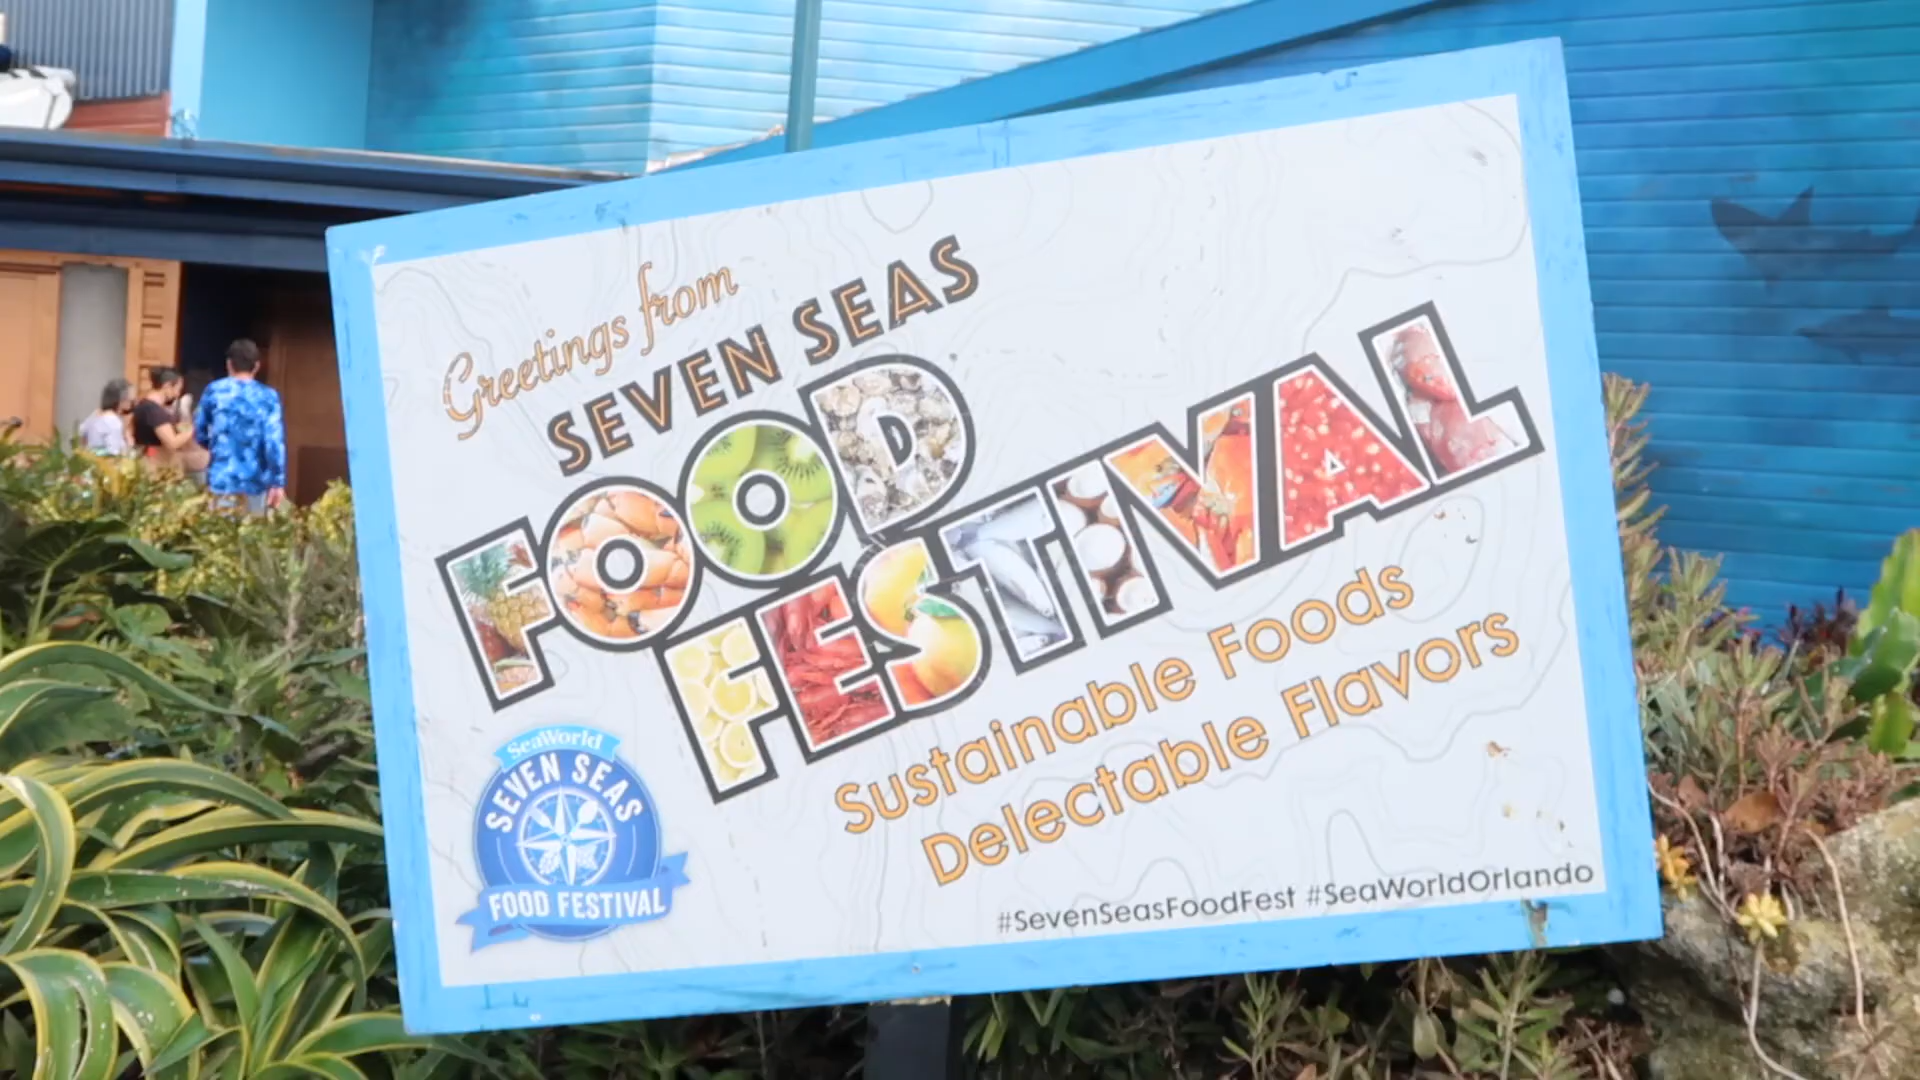 Greetings from
SEVEN SEAS
FOOD
FESTIVAL
Sustainable Foods
Delectable Flavors
SeaWorld
SEVEN SEAS
FOOD FESTIVAL
#SevenSeasFoodFest #SeaWorldOrlando